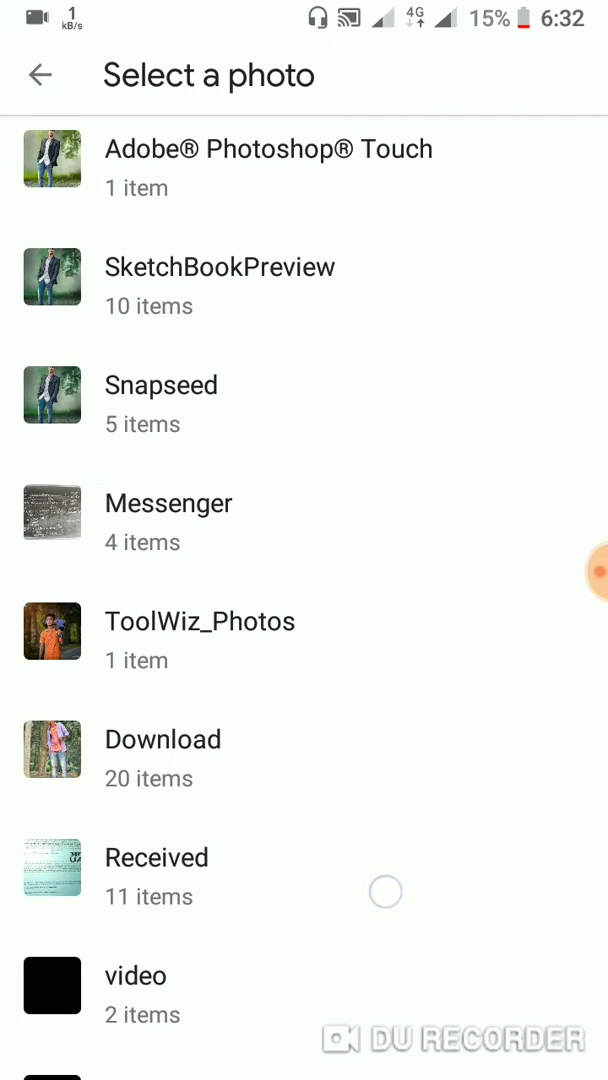 1
kB/s
4G
15%
6:32
Select a photo
Adobe® Photoshop® Touch
1 item
SketchBookPreview
10 items
Snapseed
5 items
Messenger
4 items
ToolWiz_Photos
1 item
Download
20 items
Received
11 items
video
2 items
DU RECORDER